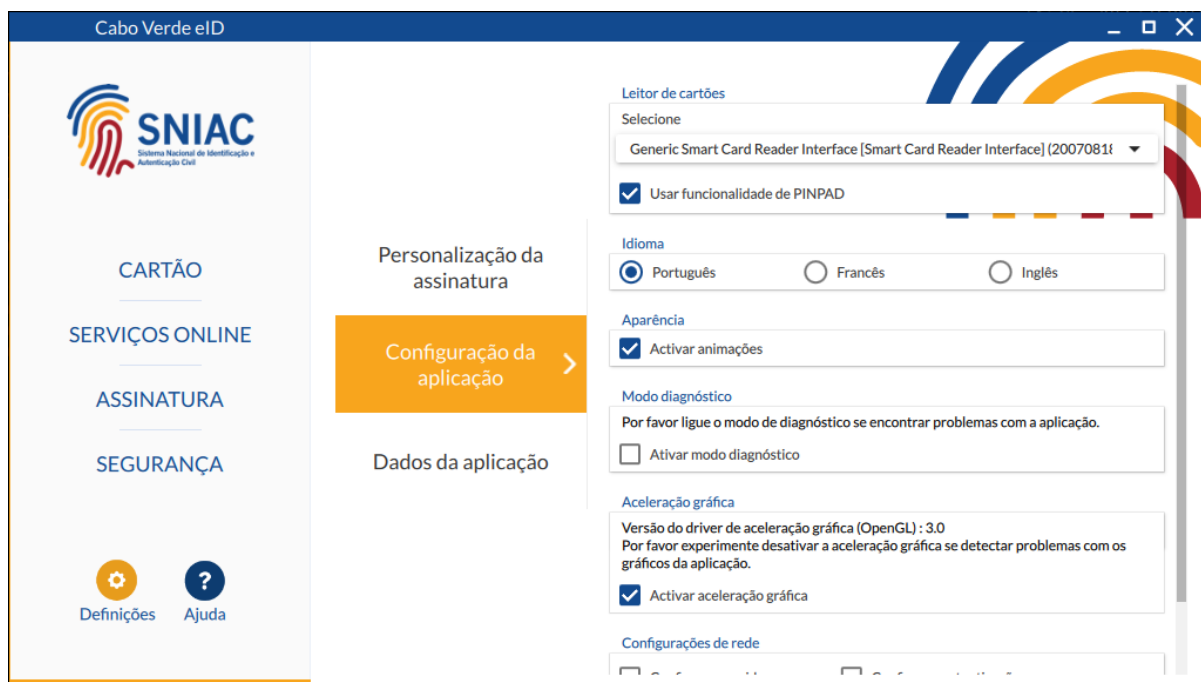 Cabo Verde eID
SNIAC
Sistema Nacional de Identificação e
Autenticação Civil
CARTÃO
SERVIÇOS ONLINE
ASSINATURA
SEGURANÇA
Definições
Ajuda
Personalização da
assinatura
Configuração da
aplicação
Dados da aplicação
Leitor de cartões
Selecione
Generic Smart Card Reader Interface [Smart Card Reader Interface] (20070818
Usar funcionalidade de PINPAD
Idioma
Português
Francês
Inglês
Aparência
Activar animações
Modo diagnóstico
Por favor ligue o modo de diagnóstico se encontrar problemas com a aplicação.
Ativar modo diagnóstico
Aceleração gráfica
Versão do driver de aceleração gráfica (OpenGL) : 3.0
Por favor experimente desativar a aceleração gráfica se detectar problemas com os
gráficos da aplicação.
Activar aceleração gráfica
Configurações de rede